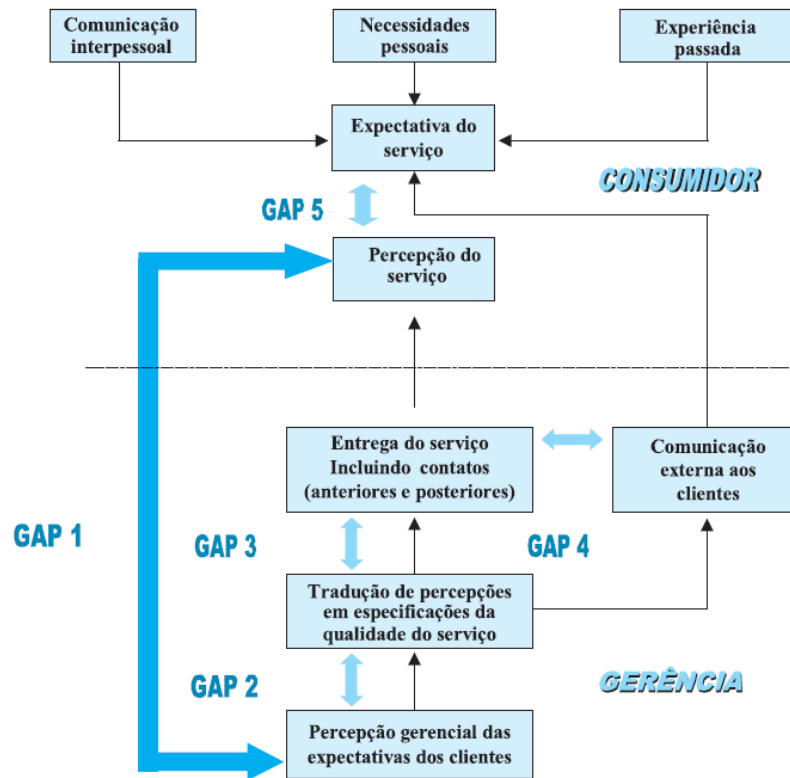 Comunicação
interpessoal
Necessidades
pessoais
Experiência
passada
Expectativa do
serviço
CONSUMIDOR
GAP 5
Percepção do
serviço
Entrega do serviço
Incluindo contatos
(anteriores e posteriores)
Comunicação
externa aos
clientes
GAP 1
GAP 3
GAP 4
Tradução de percepções
em especificações da
qualidade do serviço
GAP 2
GERÊNCIA
Percepção gerencial das
expectativas dos clientes